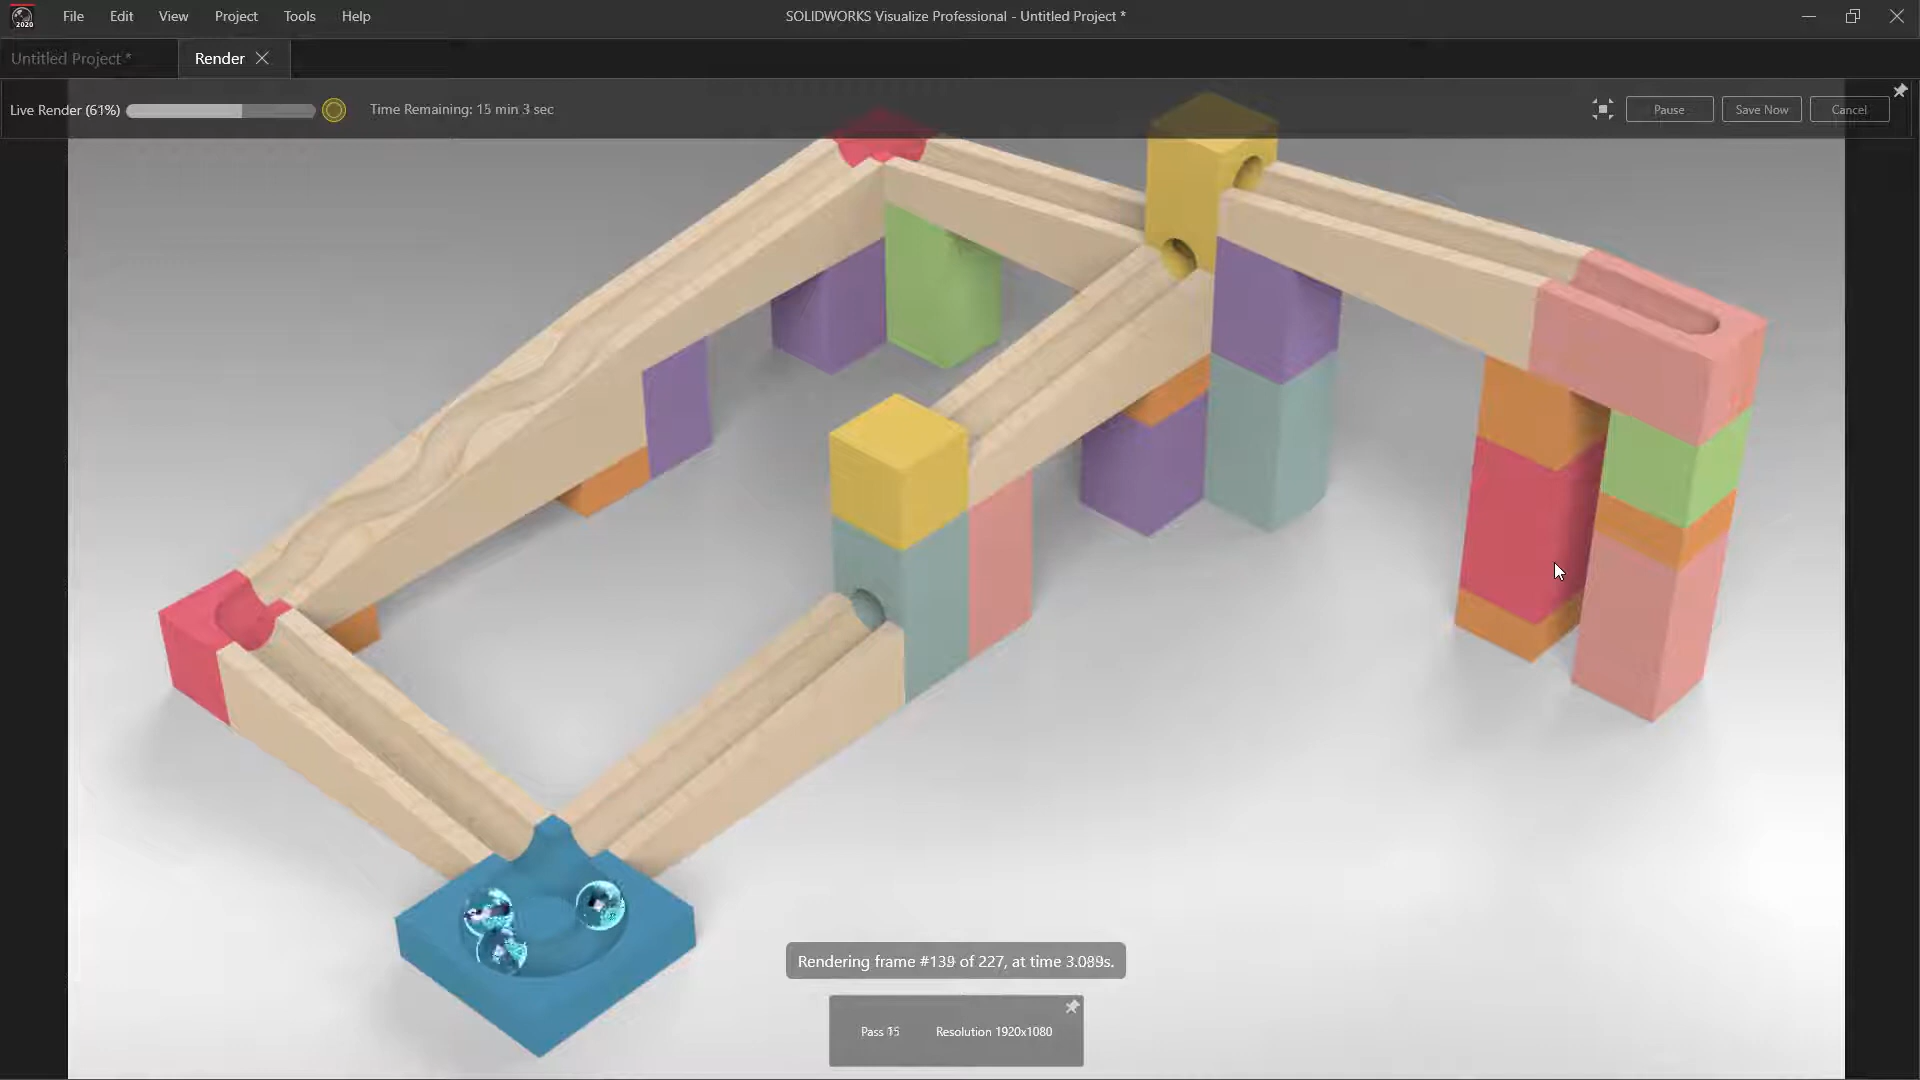 2020
File Edit View Project Tools Help
SOLIDWORKS Visualize Professional - Untitled Project *
Untitled Project *
Render
Live Render (61%)
Time Remaining: 15 min 3 sec
Pause
Save Now
Cancel
Rendering frame #139 of 227, at time 3.089s.
Pass 15
Resolution 1920x1080